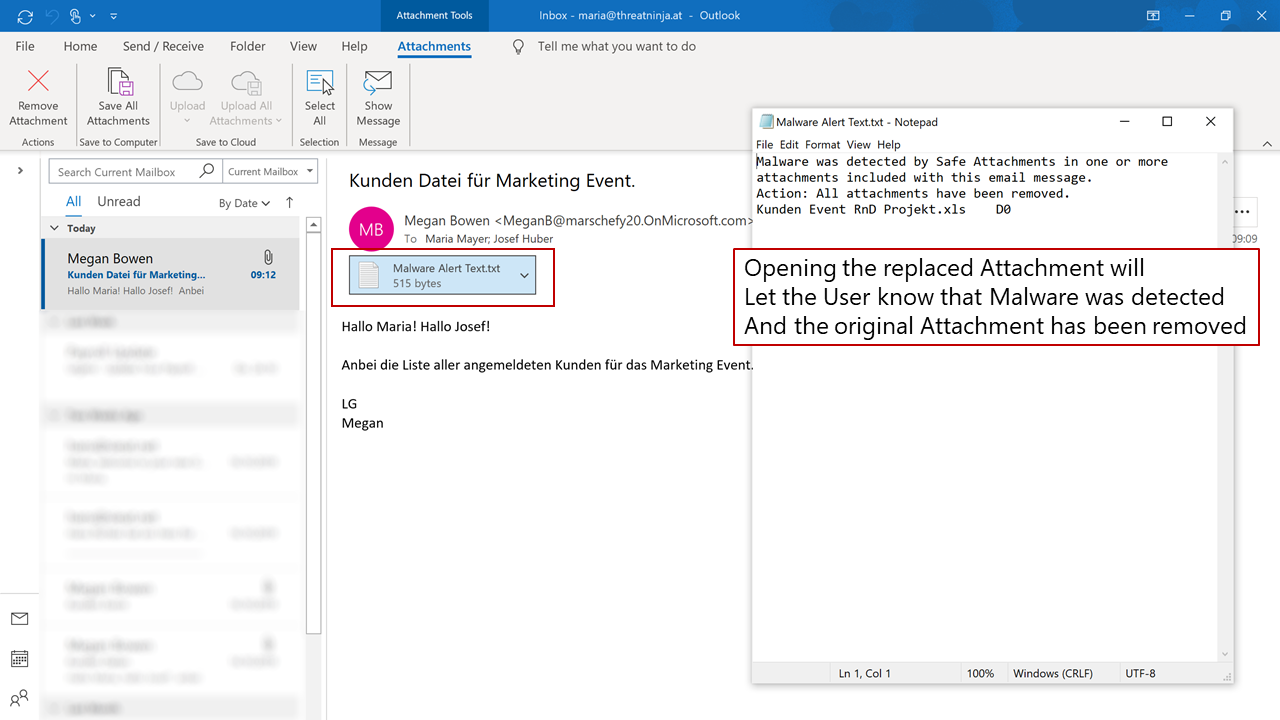 Attachment Tools
Inbox - maria@threatninja.at - Outlook
File Home Send / Receive Folder View Help Attachments Tell me what you want to do
Remove Attachment
Save All Attachments
Upload
Upload All Attachments
Select All
Show Message
Actions
Save to Computer
Save to Cloud
Selection
Message
Search Current Mailbox
Current Mailbox
All Unread
By Date
Today
Megan Bowen
Kunden Datei für Marketing...
09:12
Hallo Maria! Hallo Josef! Anbei
Kunden Datei für Marketing Event.
MB
Megan Bowen <MeganB@marschefy20.OnMicrosoft.com>
To Maria Mayer; Josef Huber
09:09
Malware Alert Text.txt
515 bytes
Hallo Maria! Hallo Josef!
Anbei die Liste aller angemeldeten Kunden für das Marketing Event.
LG
Megan
Malware Alert Text.txt - Notepad
File Edit Format View Help
Malware was detected by Safe Attachments in one or more
attachments included with this email message.
Action: All attachments have been removed.
Kunden Event RnD Projekt.xls D0
Opening the replaced Attachment will
Let the User know that Malware was detected
And the original Attachment has been removed
Ln 1, Col 1
100%
Windows (CRLF)
UTF-8